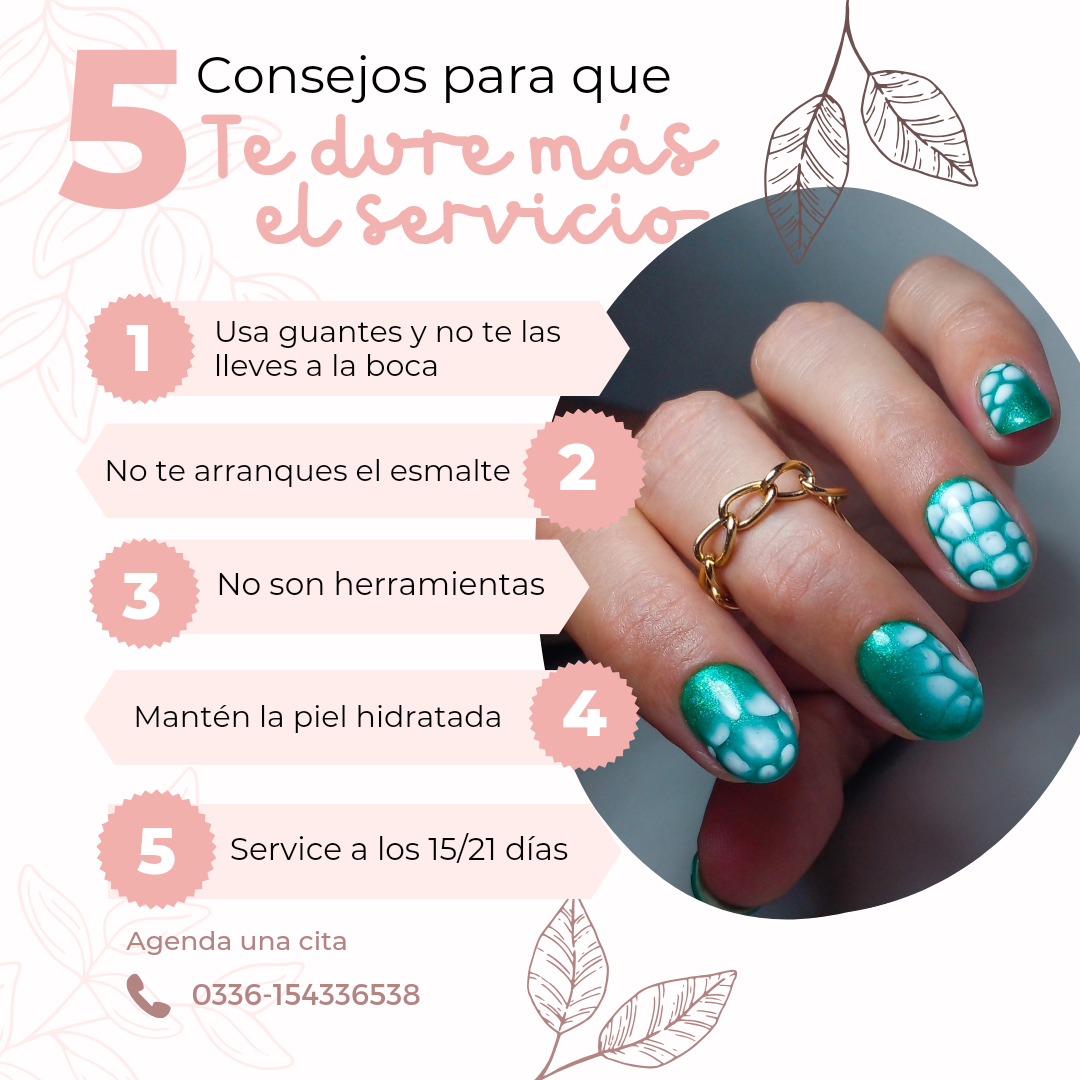 5
Consejos para que
Te dure más
el servicio
1
Usa guantes y no te las
lleves a la boca
No te arranques el esmalte
2
3
No son herramientas
Mantén la piel hidratada
4
5
Service a los 15/21 días
Agenda una cita
0336-154336538